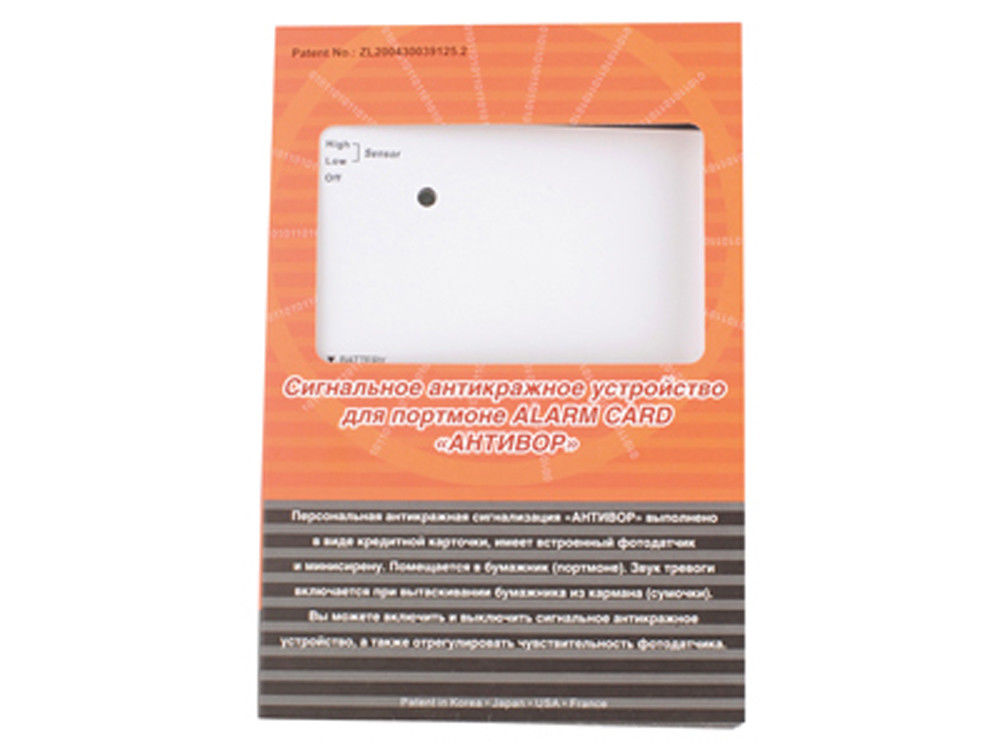 Patent No.: ZL200430039125.2
High
Low
Sensar
Off
▼ BATTERY
Сигнальное антикражное устройство
для портмоне ALARM CARD
«АНТИВОР»
Персональная антикражная сигнализация «АНТИВОР» выполнено
в виде кредитной карточки, имеет встроенный фотодатчик
и минисирену. Помещается в бумажник (портмоне). Звук тревоги
включается при вытаскивании бумажника из кармана (сумочки).
Вы можете включить и выключить сигнальное антикражное
устройство, а также отрегулировать чувствительность фотодатчика.
Patent in Korea • Japan • USA • France